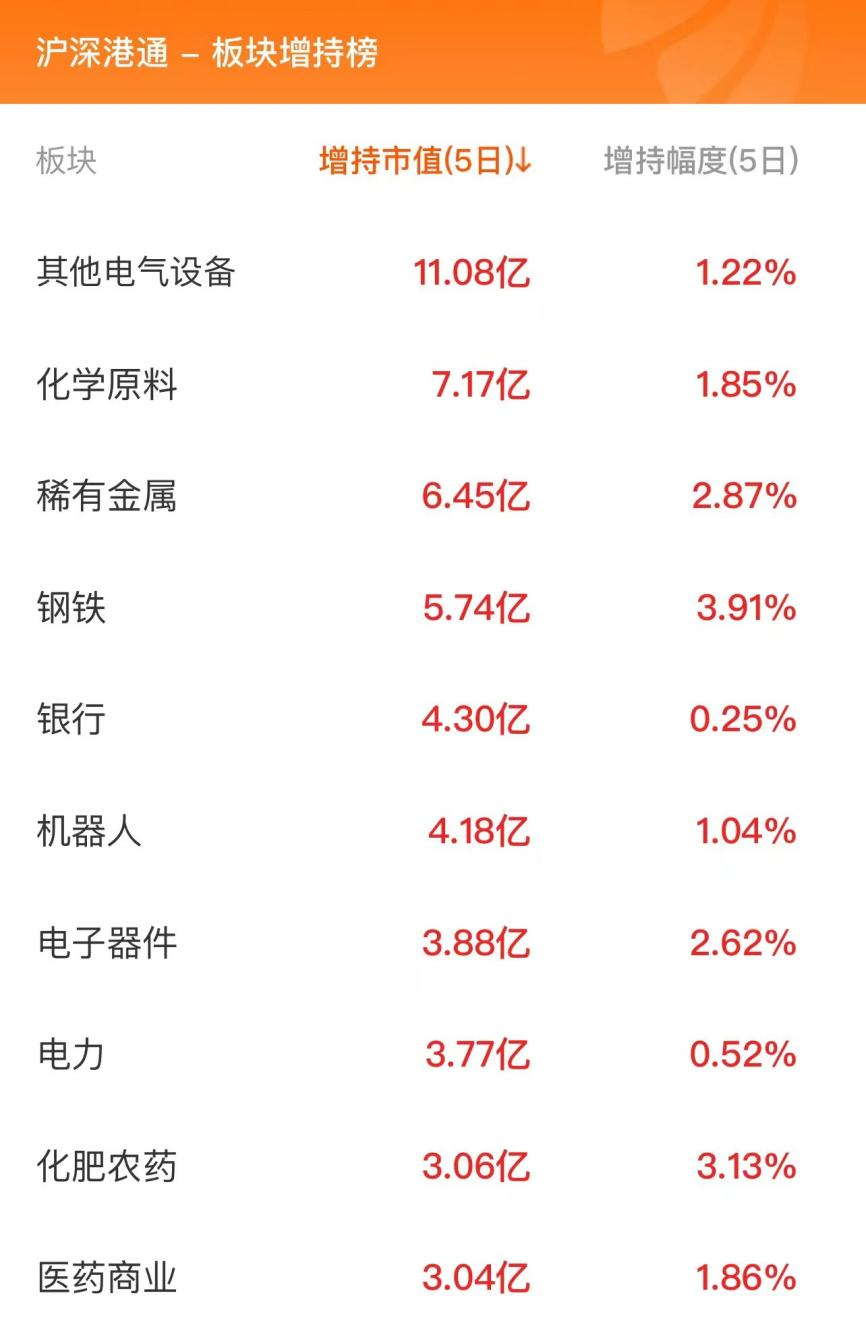 沪深港通 – 板块增持榜
板块 增持市值(5日)↓ 增持幅度(5日)
其他电气设备 11.08亿 1.22%
化学原料 7.17亿 1.85%
稀有金属 6.45亿 2.87%
钢铁 5.74亿 3.91%
银行 4.30亿 0.25%
机器人 4.18亿 1.04%
电子器件 3.88亿 2.62%
电力 3.77亿 0.52%
化肥农药 3.06亿 3.13%
医药商业 3.04亿 1.86%